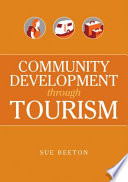 COMMUNITY
DEVELOPMENT
through
TOURISM
SUE BEETON